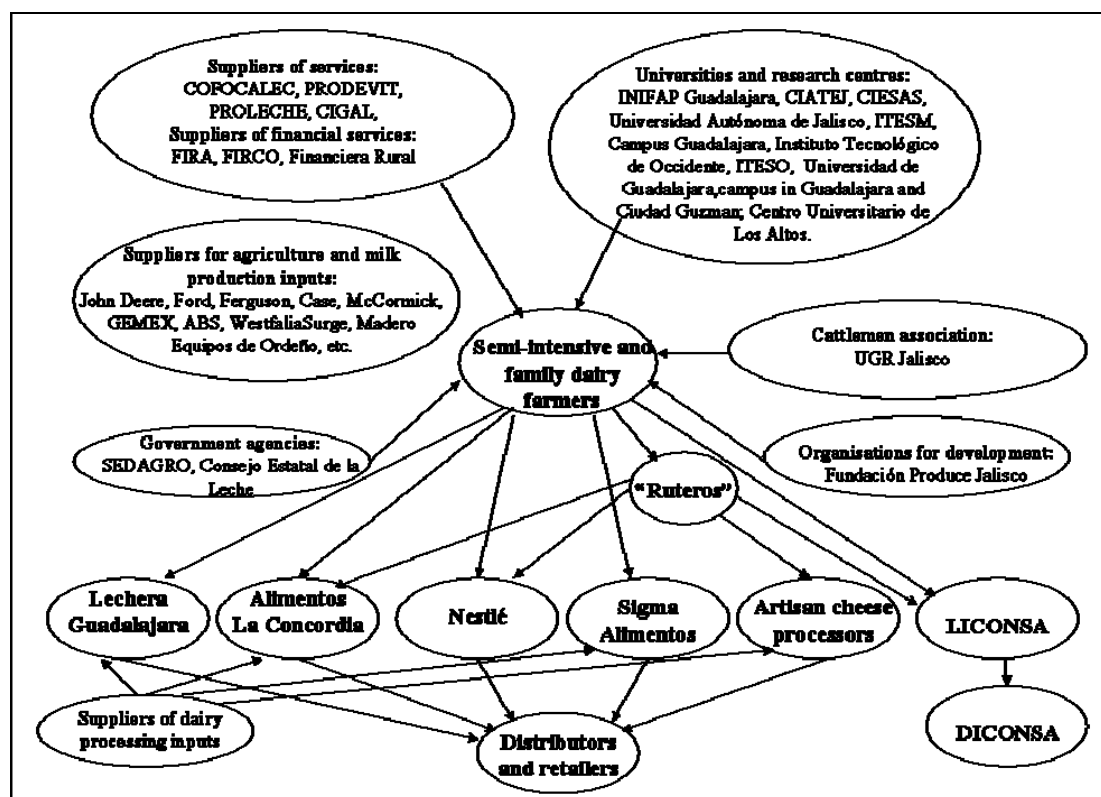 Suppliers of services:
COFOCALEC, PRODEVIT,
PROLECHE, CIGAL,
Suppliers of financial services:
FIRA, FIRCO, Financiera Rural
Universities and research centres:
INIFAP Guadalajara, CIATEJ, CIESAS,
Universidad Autónoma de Jalisco, ITESM,
Campus Guadalajara, Instituto Tecnológico
de Occidente, ITESO, Universidad de
Guadalajara,campus in Guadalajara and
Ciudad Guzman; Centro Universitario de
Los Altos.
Suppliers for agriculture and milk
production inputs:
John Deere, Ford, Ferguson, Case, McCormick,
GEMEX, ABS, WestfaliaSurge, Madero
Equipos de Ordeño, etc.
Semi-intensive and
family dairy
farmers
Cattlemen association:
UGR Jalisco
Government agencies:
SEDAGRO, Consejo Estatal de la
Leche
Organisations for development:
Fundación Produce Jalisco
“Ruteros”
Lechera
Guadalajara
Alimentos
La Concordia
Nestlé
Sigma
Alimentos
Artisan cheese
processors
LICONSA
Suppliers of dairy
processing inputs
Distributors
and retailers
DICONSA